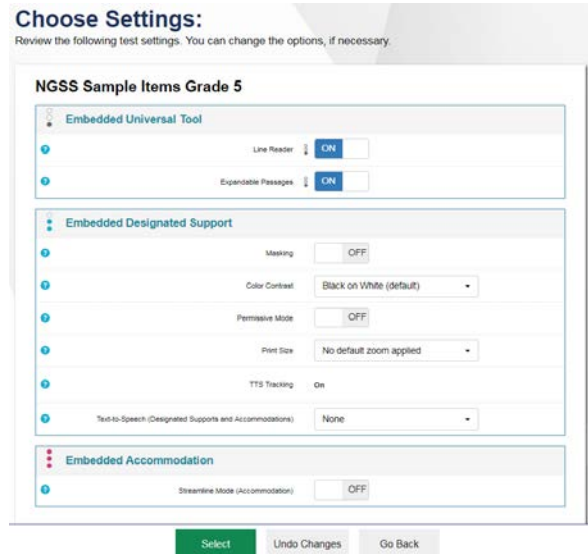 Choose Settings:
Review the following test settings. You can change the options, if necessary.
NGSS Sample Items Grade 5
Embedded Universal Tool
Line Reader ON
Expandable Passages ON
Embedded Designated Support
Masking OFF
Color Contrast Black on White (default)
Permissive Mode OFF
Print Size No default zoom applied
TTS Tracking On
Text-to-Speech (Designated Supports and Accommodations) None
Embedded Accommodation
Streamline Mode (Accommodation) OFF
Select Undo Changes Go Back